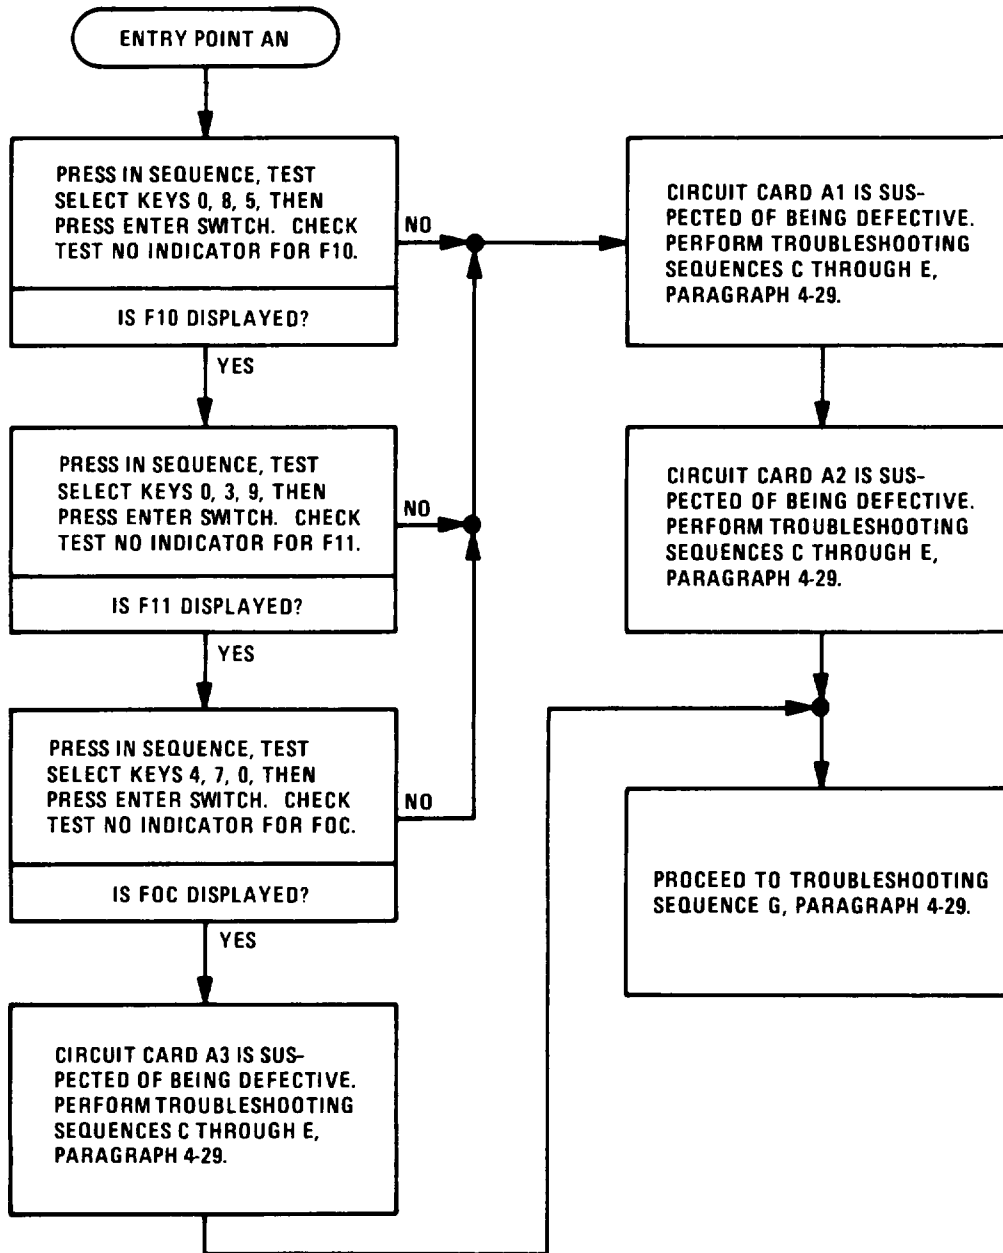 ENTRY POINT AN
PRESS IN SEQUENCE, TEST
SELECT KEYS 0, 8, 5, THEN
PRESS ENTER SWITCH. CHECK
TEST NO INDICATOR FOR F10.
NO
IS F10 DISPLAYED?
YES
PRESS IN SEQUENCE, TEST
SELECT KEYS 0, 3, 9, THEN
PRESS ENTER SWITCH. CHECK
TEST NO INDICATOR FOR F11.
NO
IS F11 DISPLAYED?
YES
PRESS IN SEQUENCE, TEST
SELECT KEYS 4, 7, 0, THEN
PRESS ENTER SWITCH. CHECK
TEST NO INDICATOR FOR FOC.
NO
IS FOC DISPLAYED?
YES
CIRCUIT CARD A3 IS SUS-
PECTED OF BEING DEFECTIVE.
PERFORM TROUBLESHOOTING
SEQUENCES C THROUGH E,
PARAGRAPH 4-29.
CIRCUIT CARD A1 IS SUS-
PECTED OF BEING DEFECTIVE.
PERFORM TROUBLESHOOTING
SEQUENCES C THROUGH E,
PARAGRAPH 4-29.
CIRCUIT CARD A2 IS SUS-
PECTED OF BEING DEFECTIVE.
PERFORM TROUBLESHOOTING
SEQUENCES C THROUGH E,
PARAGRAPH 4-29.
PROCEED TO TROUBLESHOOTING
SEQUENCE G, PARAGRAPH 4-29.